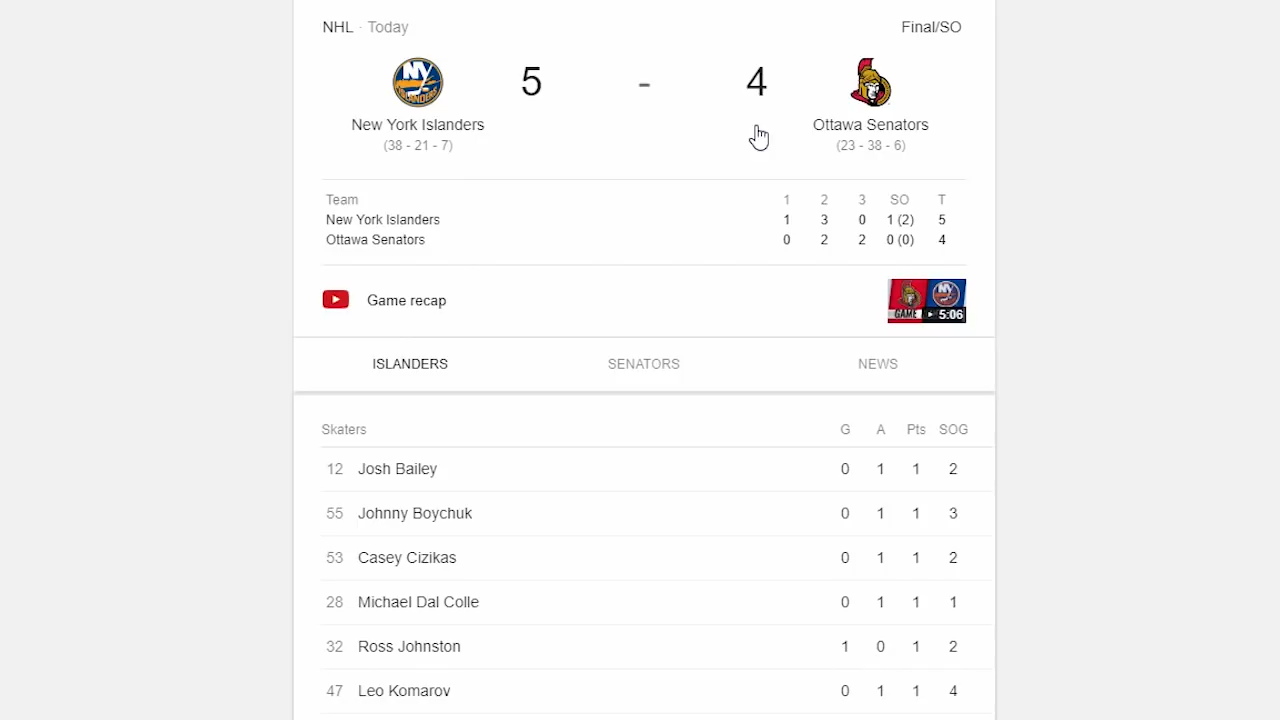 NHL · Today Final/SO
NY
ISLANDERS
5 - 4
New York Islanders Ottawa Senators
(38 - 21 - 7) (23 - 38 - 6)
Team 1 2 3 SO T
New York Islanders 1 3 0 1 (2) 5
Ottawa Senators 0 2 2 0 (0) 4
Game recap
NY
GAME 5:06
ISLANDERS SENATORS NEWS
Skaters G A Pts SOG
12 Josh Bailey 0 1 1 2
55 Johnny Boychuk 0 1 1 3
53 Casey Cizikas 0 1 1 2
28 Michael Dal Colle 0 1 1 1
32 Ross Johnston 1 0 1 2
47 Leo Komarov 0 1 1 4